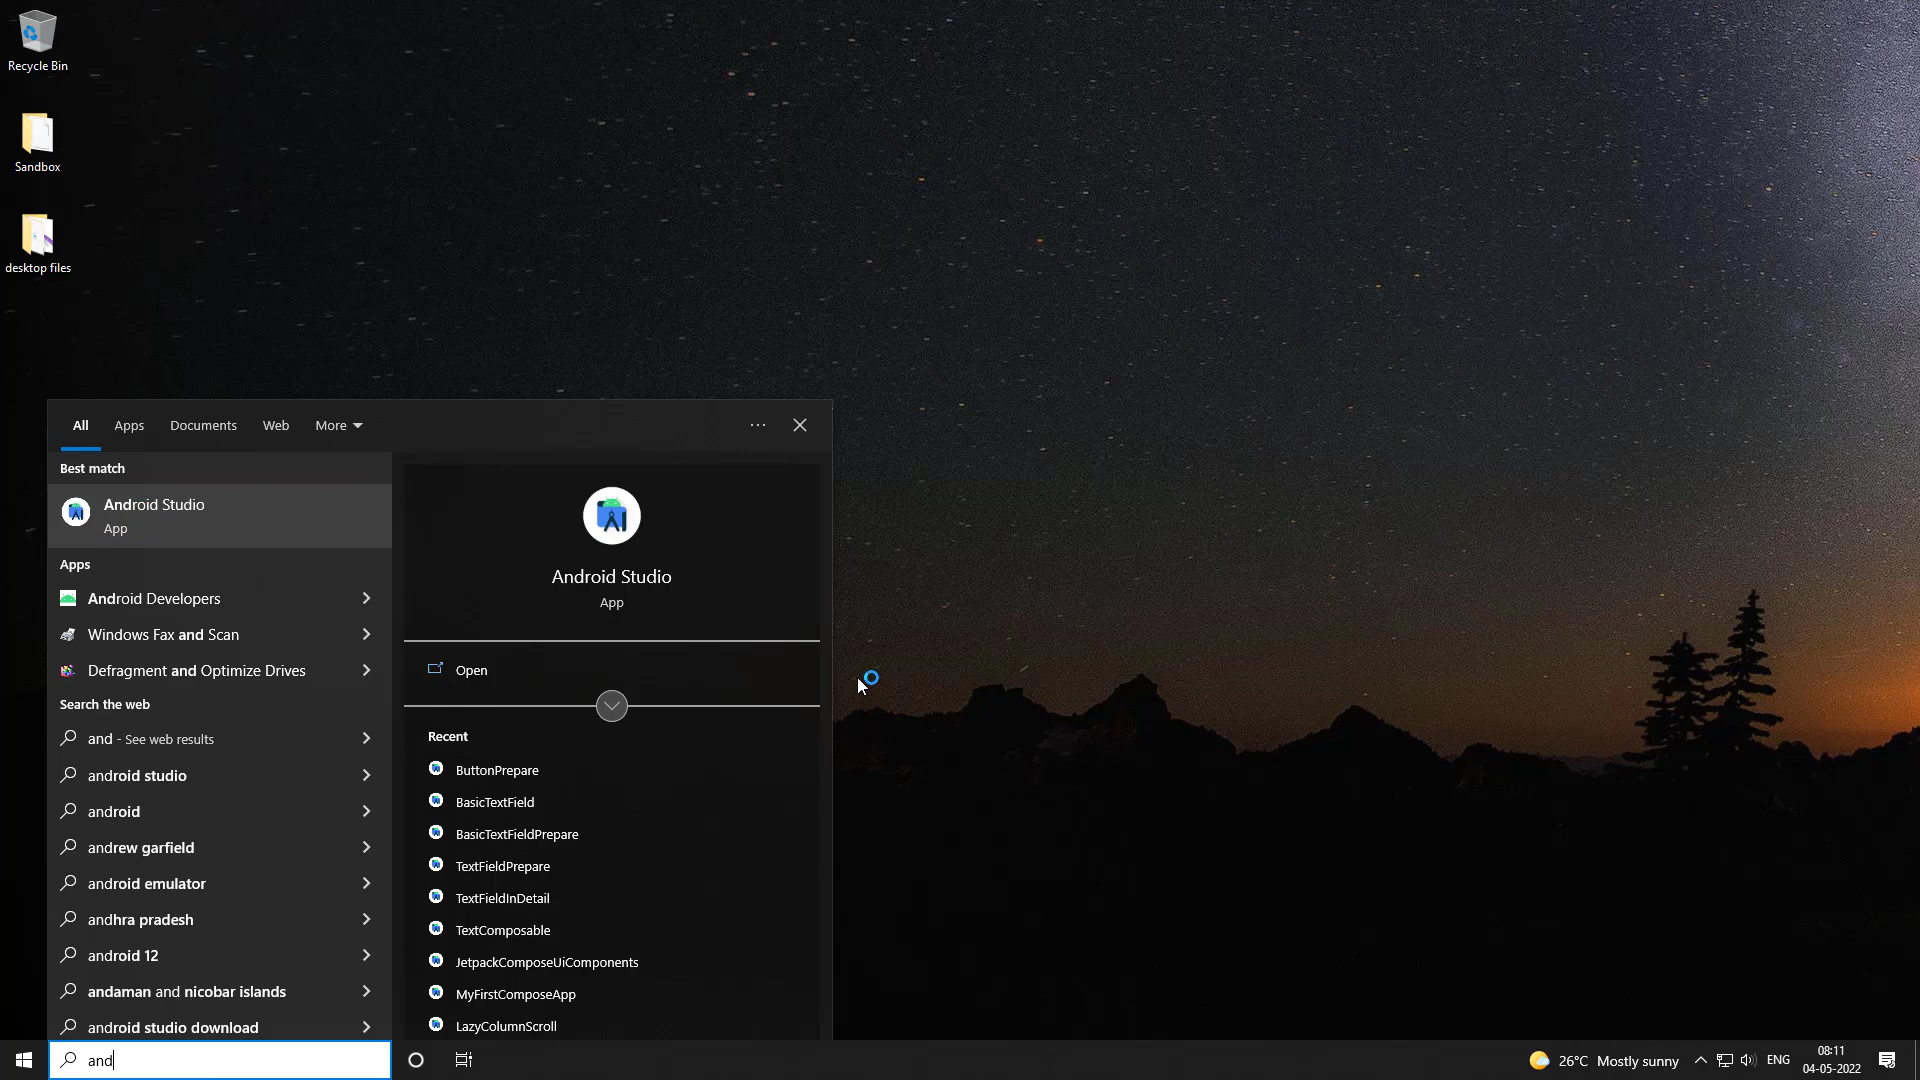 Recycle Bin
Sandbox
desktop files
All Apps Documents Web More
Best match
Android Studio
App
Apps
Android Developers
Windows Fax and Scan
Defragment and Optimize Drives
Search the web
and - See web results
android studio
android
andrew garfield
android emulator
andhra pradesh
android 12
andaman and nicobar islands
android studio download
and
Android Studio
App
Open
Recent
ButtonPrepare
BasicTextField
BasicTextFieldPrepare
TextFieldPrepare
TextFieldInDetail
TextComposable
JetpackComposeUiComponents
MyFirstComposeApp
LazyColumnScroll
26°C Mostly sunny
ENG
08:11
04-05-2022